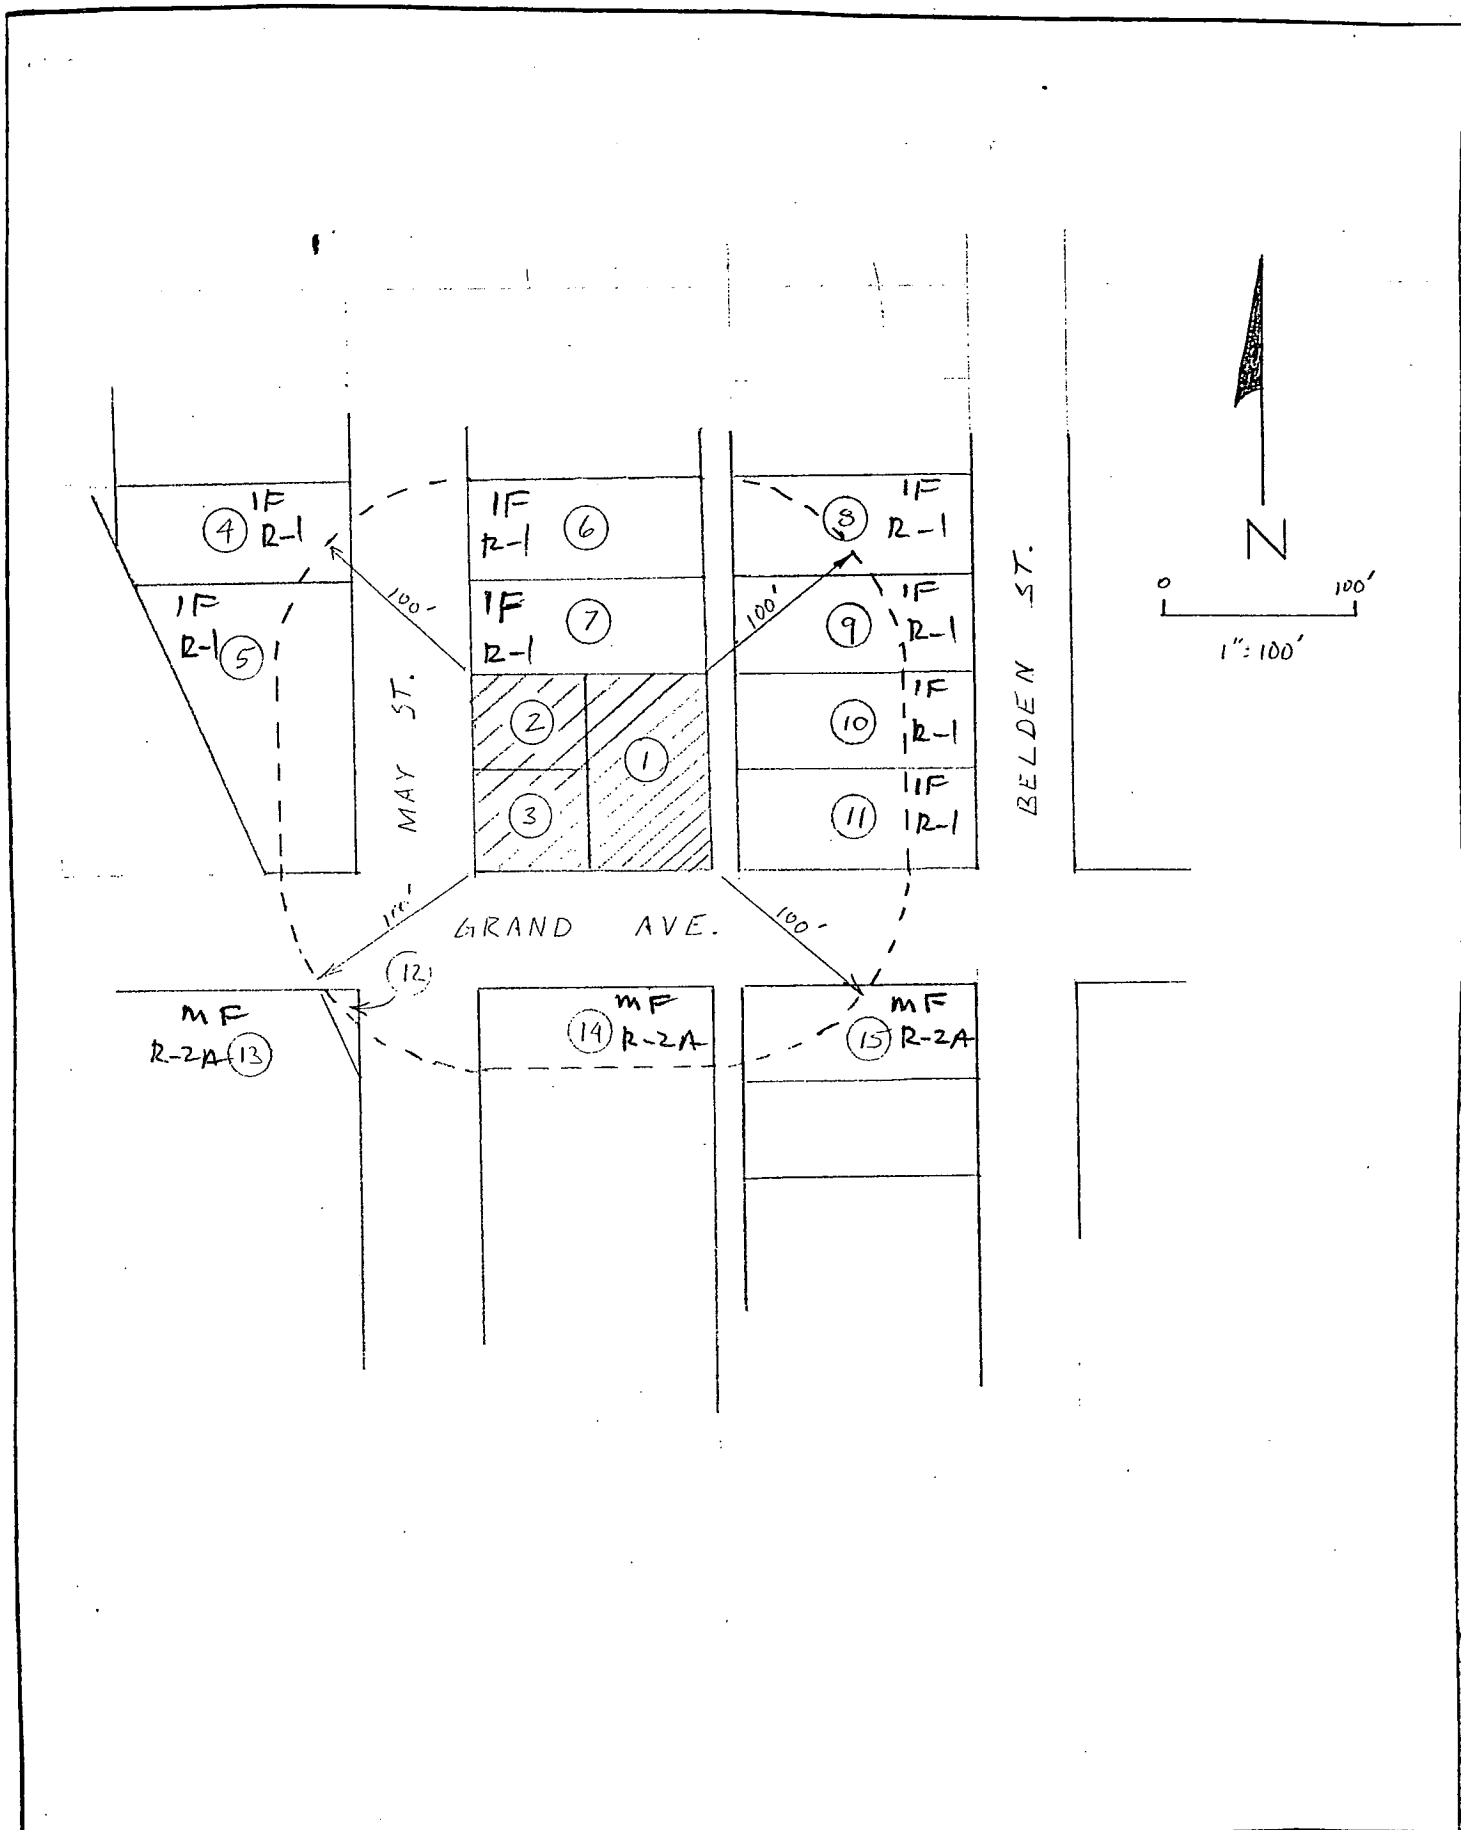 1F
④ R-1
1F
R-1 ⑥
1F
⑧ R-1
N
0 100'
1":100'
1F
R-1 ⑤
100'
1F
R-1 ⑦
100'
1F
⑨ R-1
MAY ST.
②
①
③
1F
⑩ R-1
1F
⑪ R-1
BELDEN ST.
100'
GRAND AVE.
100'
⑫
MF
R-2A ⑬
MF
⑭ R-2A
MF
⑮ R-2A